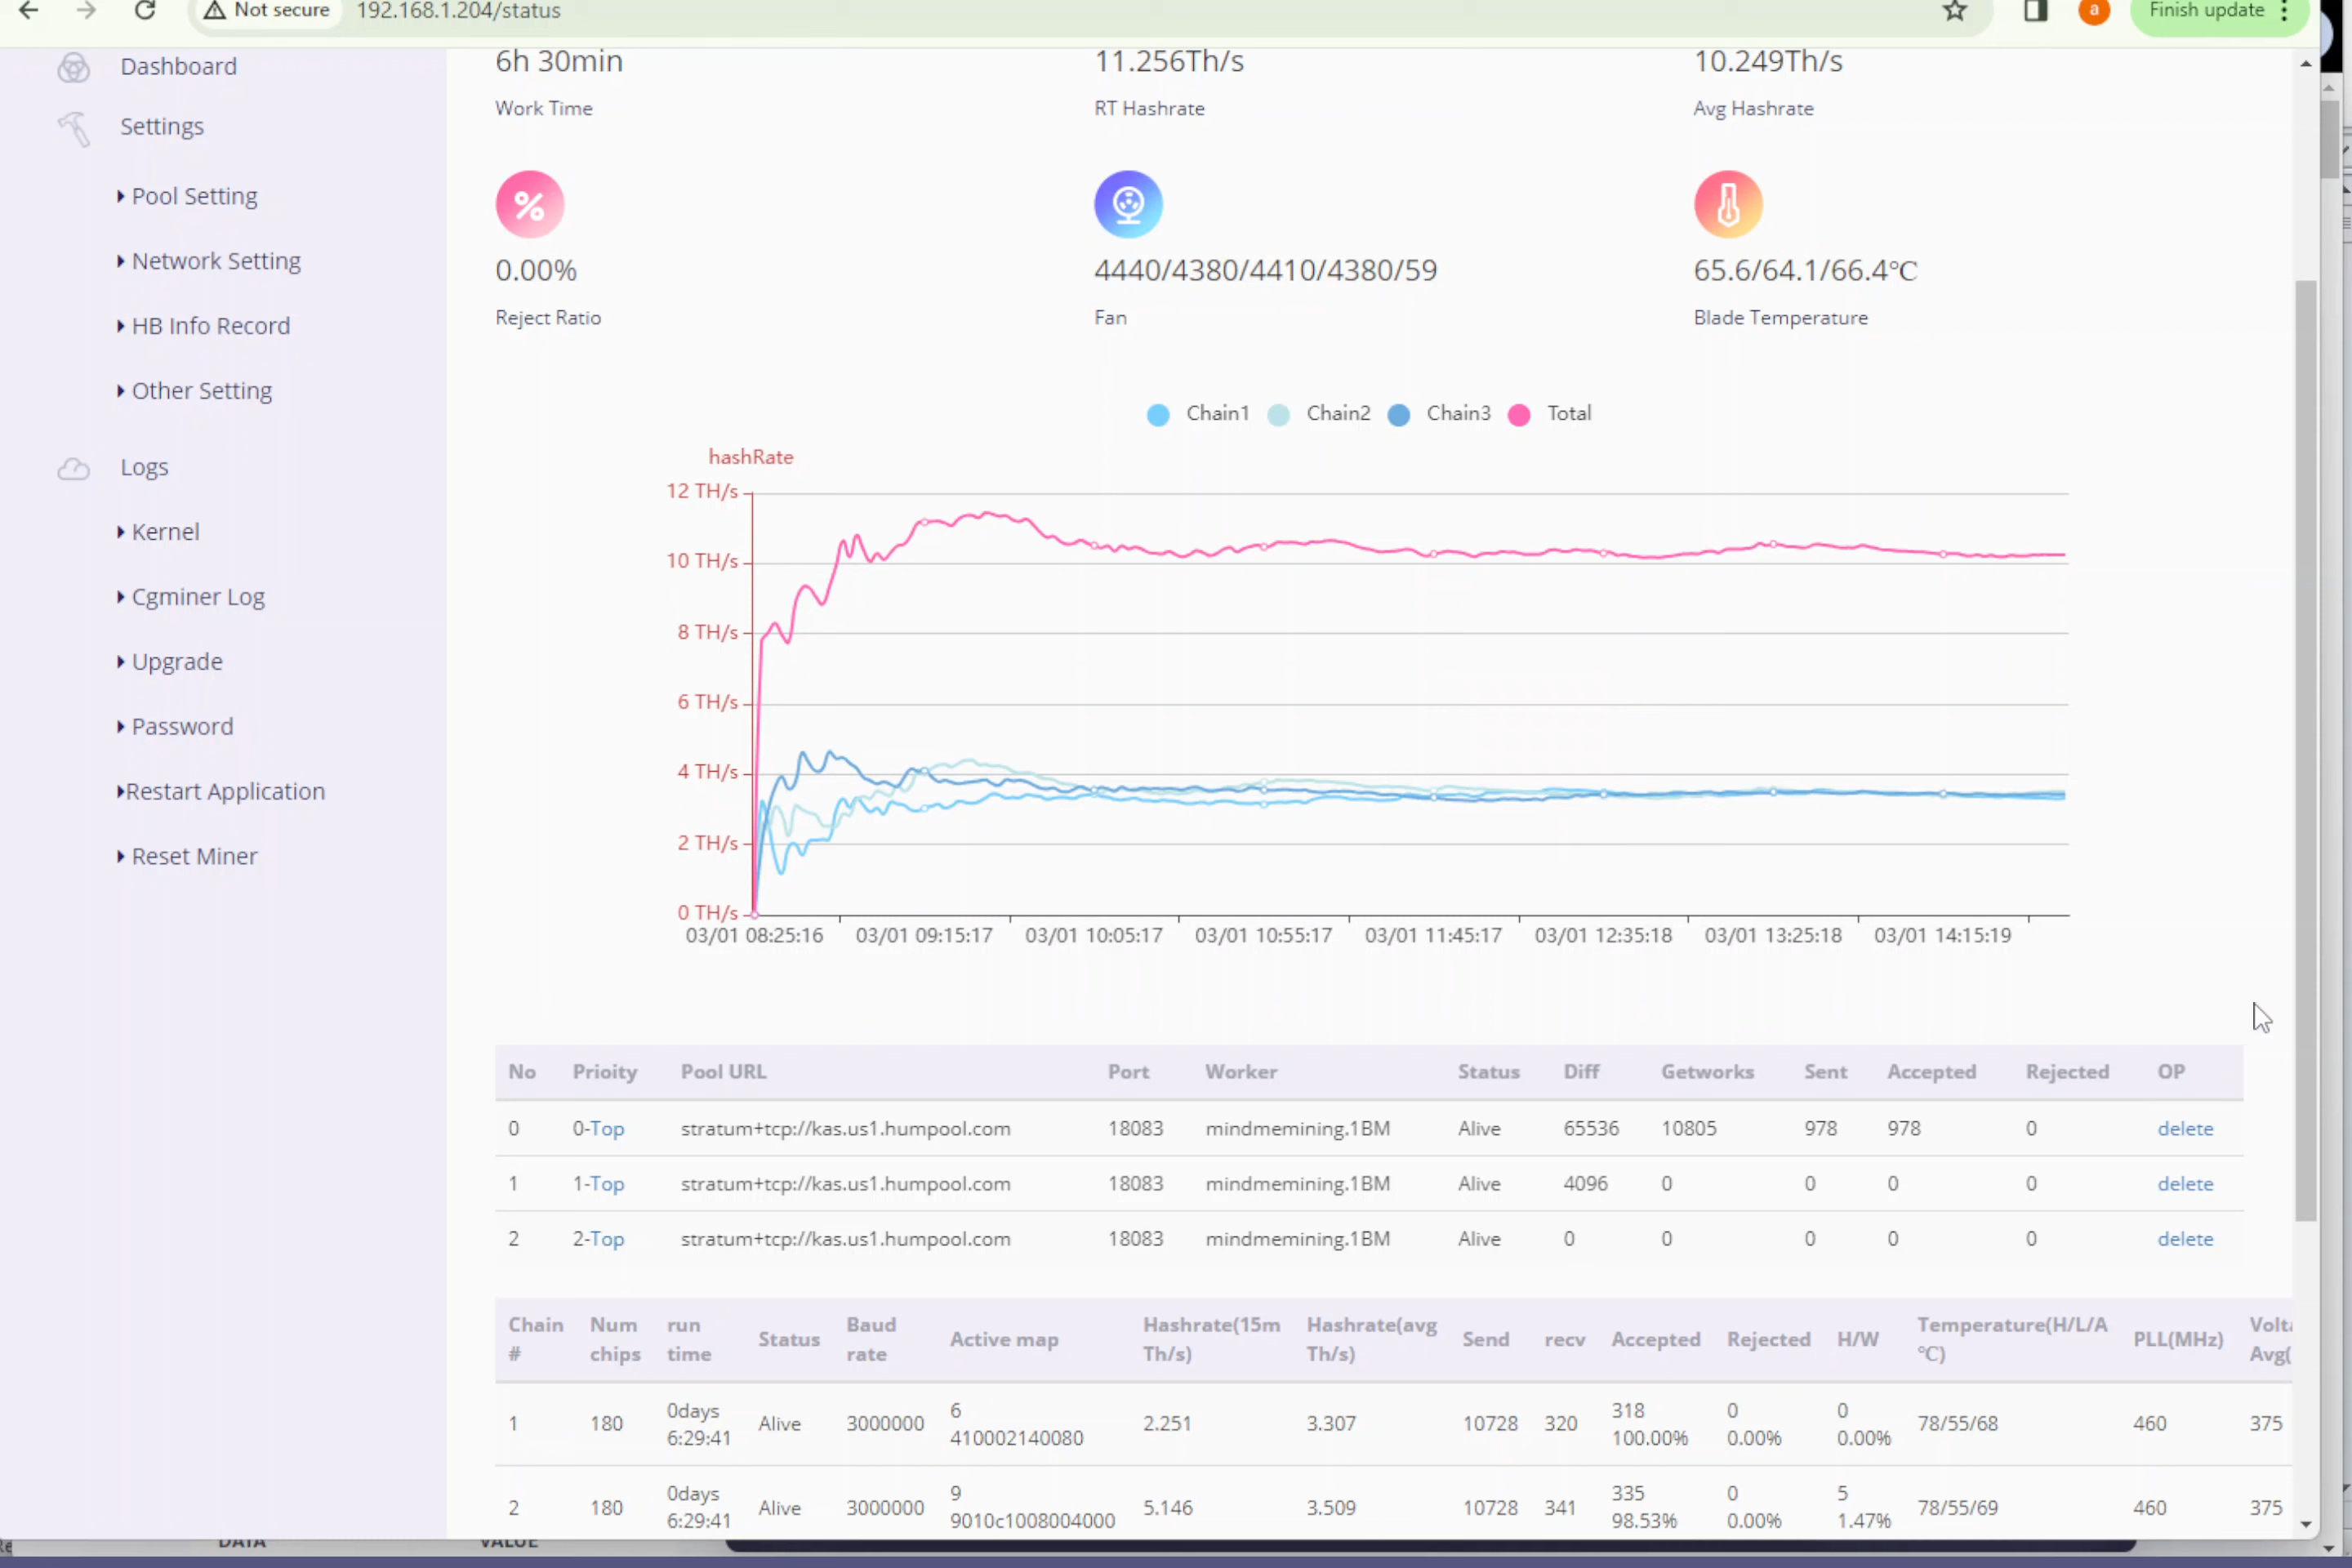 Not secure 192.168.1.204/status a Finish update
Dashboard
Settings
Pool Setting
Network Setting
HB Info Record
Other Setting
Logs
Kernel
Cgminer Log
Upgrade
Password
Restart Application
Reset Miner
6h 30min 11.256Th/s 10.249Th/s
Work Time RT Hashrate Avg Hashrate
0.00% 4440/4380/4410/4380/59 65.6/64.1/66.4℃
Reject Ratio Fan Blade Temperature
Chain1 Chain2 Chain3 Total
hashRate
12 TH/s
10 TH/s
8 TH/s
6 TH/s
4 TH/s
2 TH/s
0 TH/s
03/01 08:25:16 03/01 09:15:17 03/01 10:05:17 03/01 10:55:17 03/01 11:45:17 03/01 12:35:18 03/01 13:25:18 03/01 14:15:19
No Prioity Pool URL Port Worker Status Diff Getworks Sent Accepted Rejected OP
0 0-Top stratum+tcp://kas.us1.humpool.com 18083 mindmemining.1BM Alive 65536 10805 978 978 0 delete
1 1-Top stratum+tcp://kas.us1.humpool.com 18083 mindmemining.1BM Alive 4096 0 0 0 0 delete
2 2-Top stratum+tcp://kas.us1.humpool.com 18083 mindmemining.1BM Alive 0 0 0 0 0 delete
Chain Num run Status Baud Active map Hashrate(15m Hashrate(avg Send recv Accepted Rejected H/W Temperature(H/L/A PLL(MHz)
# chips time rate Th/s) Th/s) ℃) Avg(
1 180 0days 6:29:41 Alive 3000000 6 410002140080 2.251 3.307 10728 320 318 100.00% 0 0.00% 0 0.00% 78/55/68 460 375
2 180 0days 6:29:41 Alive 3000000 9 9010c1008004000 5.146 3.509 10728 341 335 98.53% 0 0.00% 5 1.47% 78/55/69 460 375
DATA VALUE